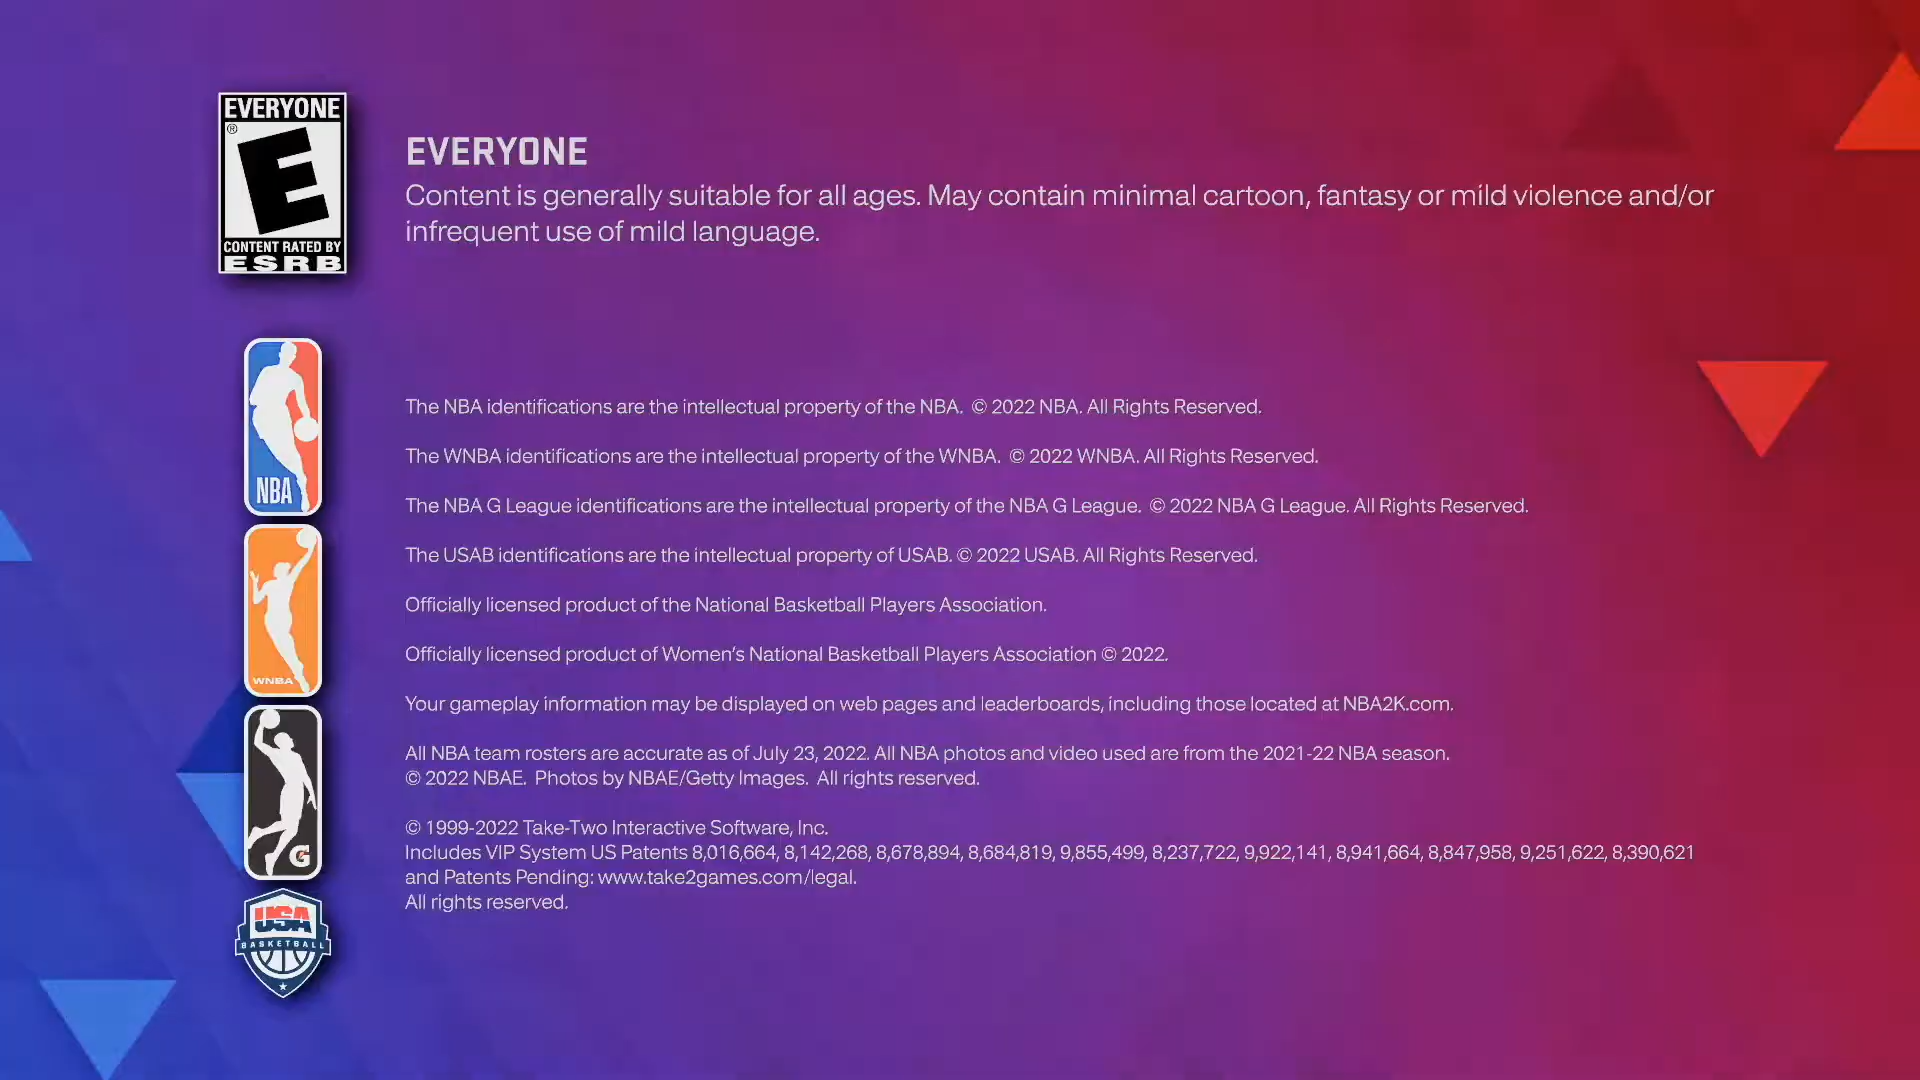 EVERYONE
®
E
CONTENT RATED BY
ESRB
EVERYONE
Content is generally suitable for all ages. May contain minimal cartoon, fantasy or mild violence and/or
infrequent use of mild language.
NBA
The NBA identifications are the intellectual property of the NBA.  © 2022 NBA. All Rights Reserved.
The WNBA identifications are the intellectual property of the WNBA.  © 2022 WNBA. All Rights Reserved.
The NBA G League identifications are the intellectual property of the NBA G League.  © 2022 NBA G League. All Rights Reserved.
The USAB identifications are the intellectual property of USAB. © 2022 USAB. All Rights Reserved.
Officially licensed product of the National Basketball Players Association.
Officially licensed product of Women's National Basketball Players Association © 2022.
WNBA
Your gameplay information may be displayed on web pages and leaderboards, including those located at NBA2K.com.
All NBA team rosters are accurate as of July 23, 2022. All NBA photos and video used are from the 2021-22 NBA season.
© 2022 NBAE.  Photos by NBAE/Getty Images.  All rights reserved.
© 1999-2022 Take-Two Interactive Software, Inc.
Includes VIP System US Patents 8,016,664, 8,142,268, 8,678,894, 8,684,819, 9,855,499, 8,237,722, 9,922,141, 8,941,664, 8,847,958, 9,251,622, 8,390,621
and Patents Pending: www.take2games.com/legal.
All rights reserved.
G
USA
BASKETBALL